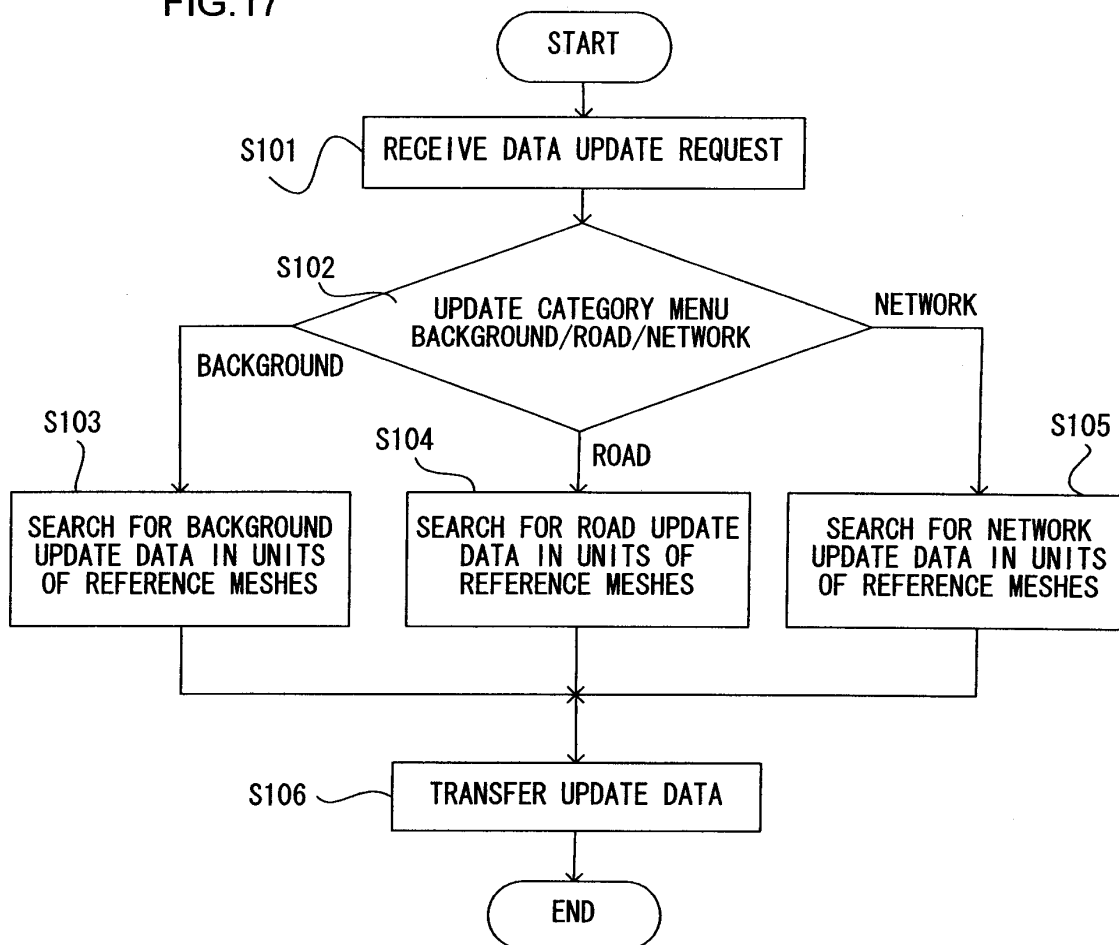 FIG.17
START
S101
RECEIVE DATA UPDATE REQUEST
S102
UPDATE CATEGORY MENU
BACKGROUND/ROAD/NETWORK
NETWORK
BACKGROUND
ROAD
S103
S104
S105
SEARCH FOR BACKGROUND
UPDATE DATA IN UNITS
OF REFERENCE MESHES
SEARCH FOR ROAD UPDATE
DATA IN UNITS OF
REFERENCE MESHES
SEARCH FOR NETWORK
UPDATE DATA IN UNITS
OF REFERENCE MESHES
S106
TRANSFER UPDATE DATA
END